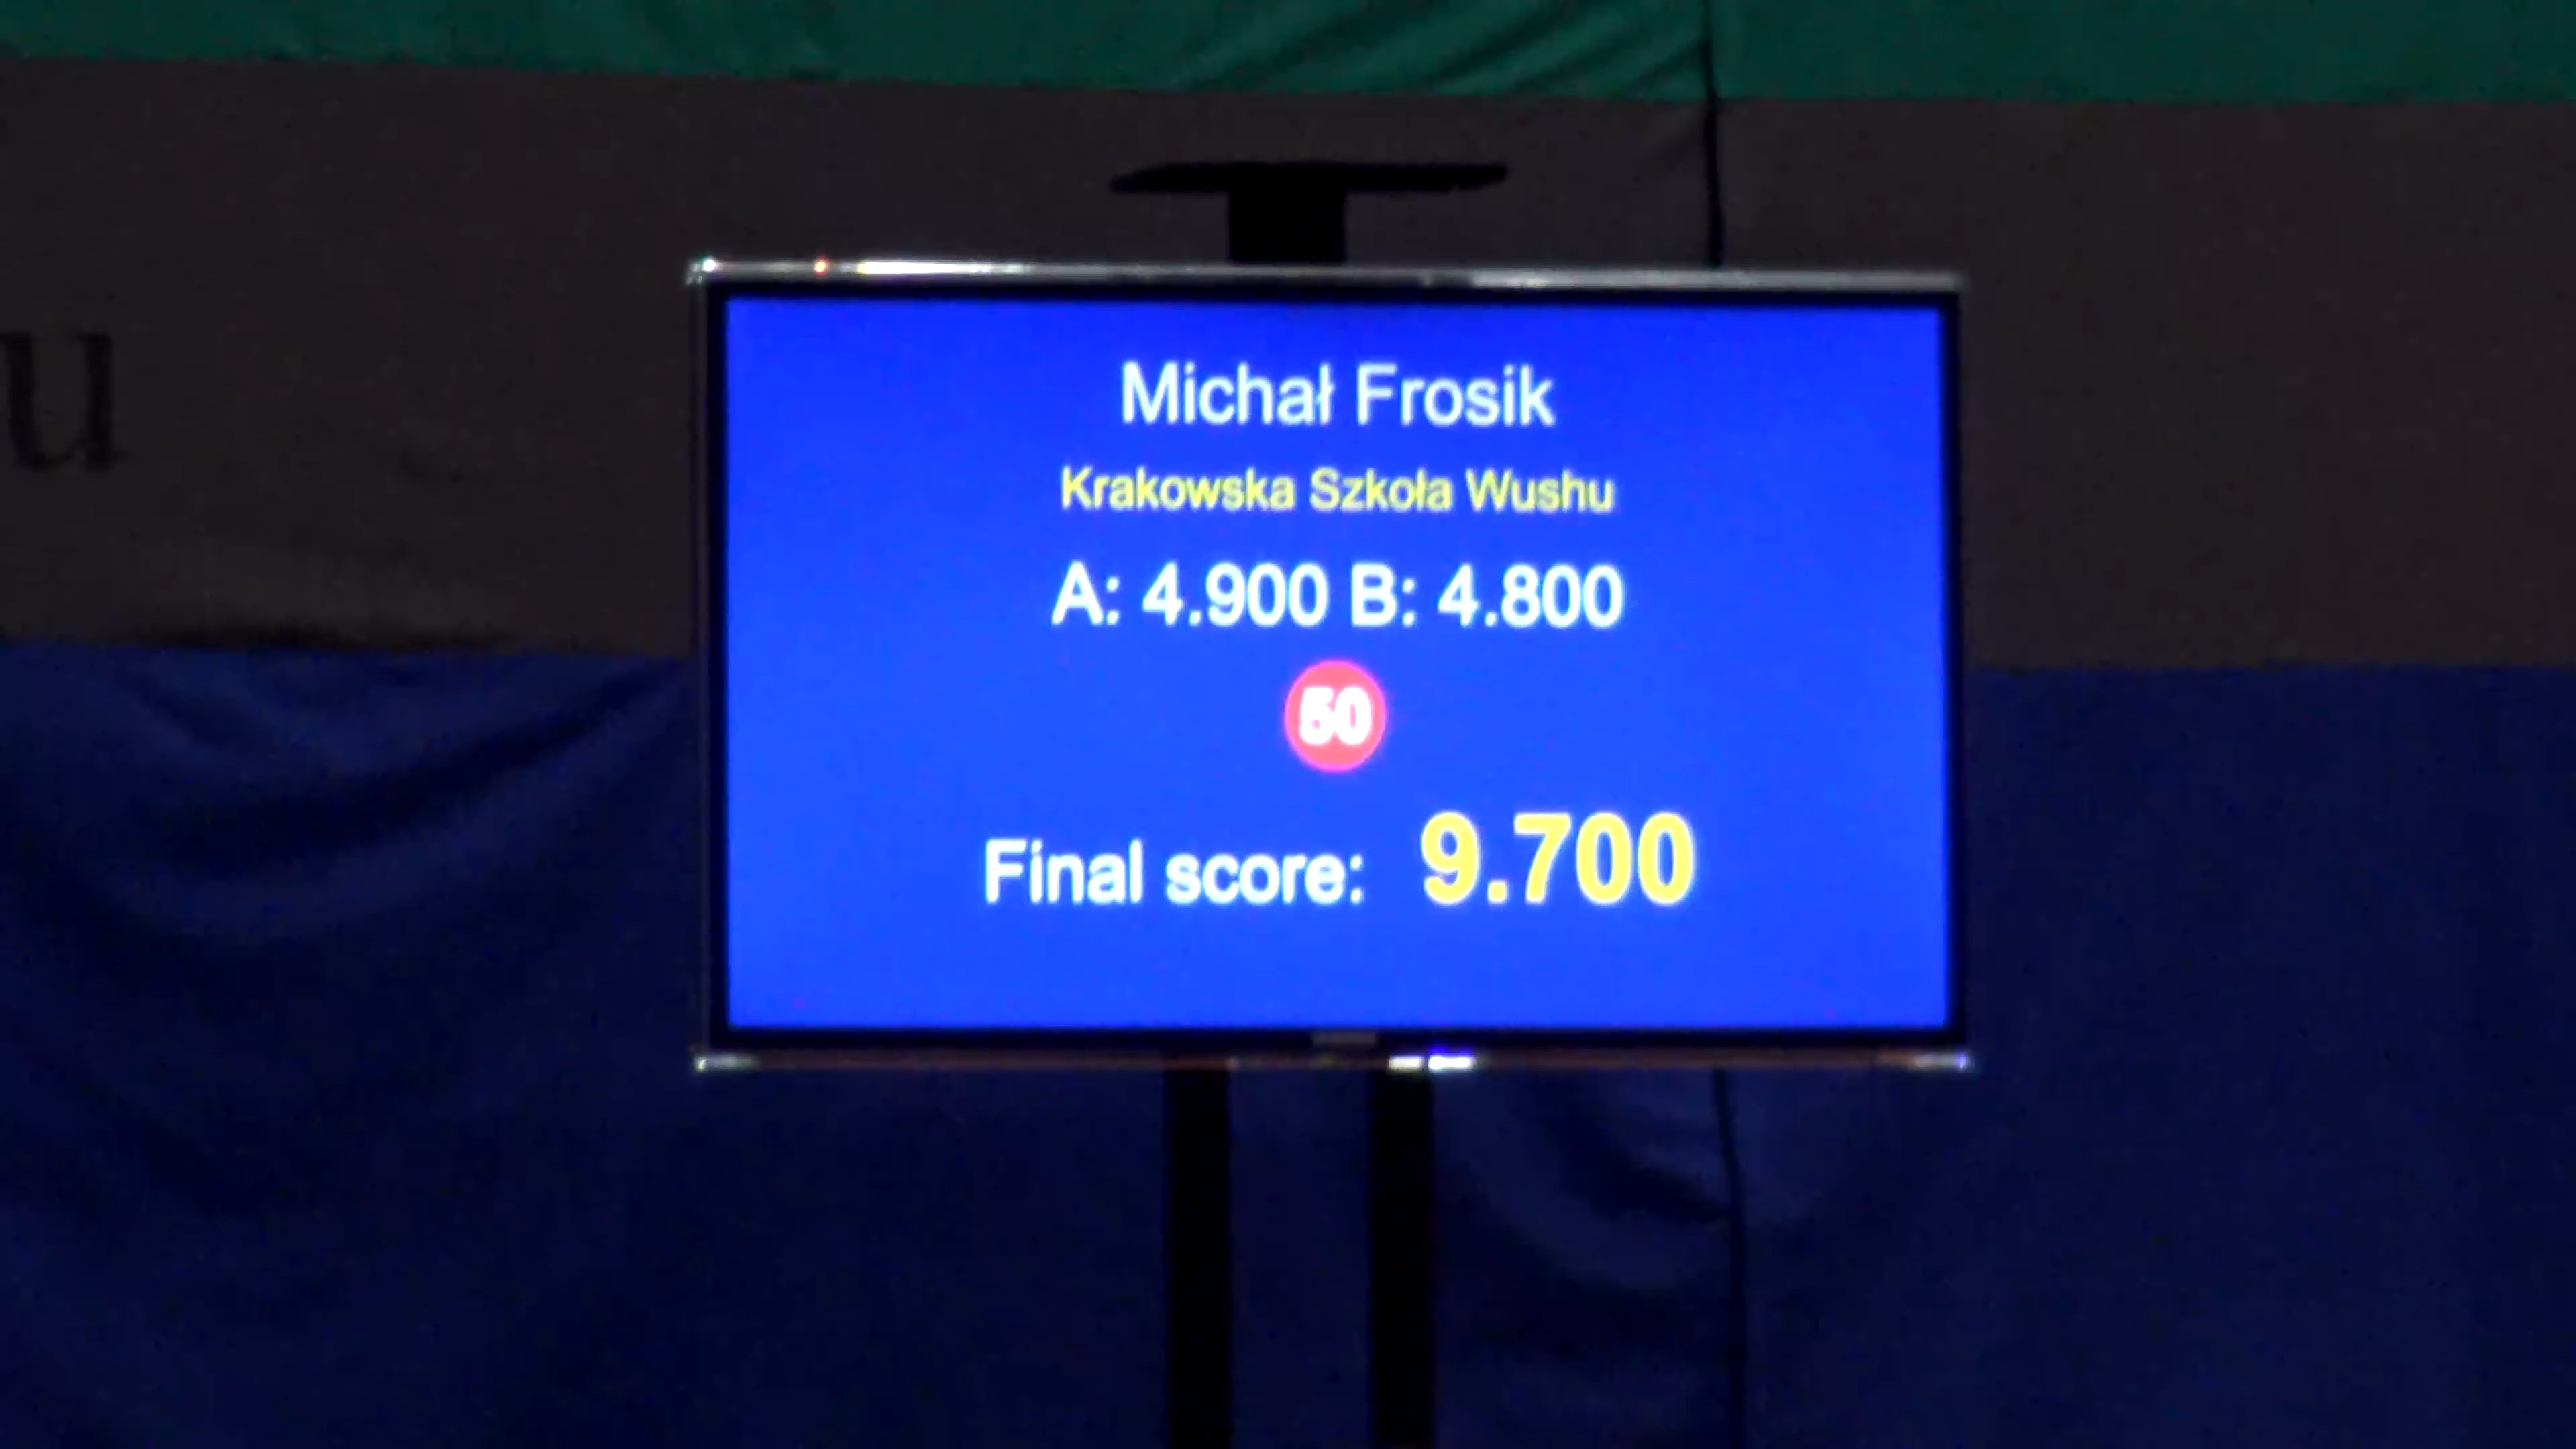 u
Michał Frosik
Krakowska Szkoła Wushu
A: 4.900 B: 4.800
50
Final score: 9.700